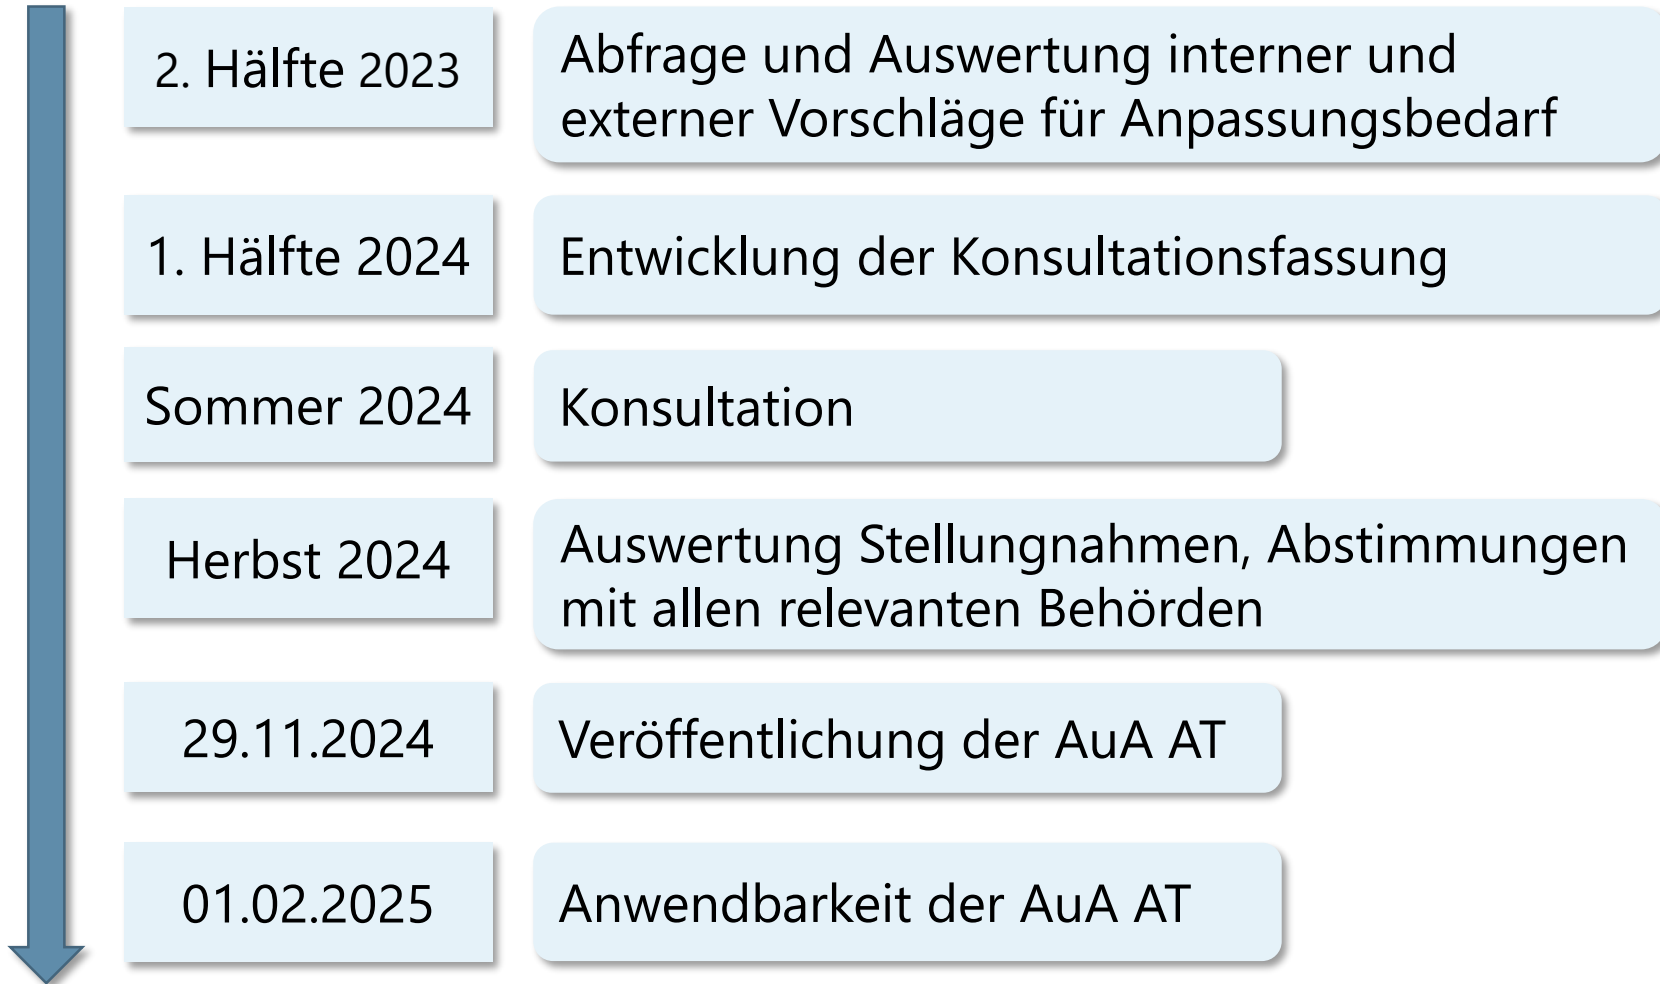 2. Hälfte 2023
Abfrage und Auswertung interner und
externer Vorschläge für Anpassungsbedarf
1. Hälfte 2024
Entwicklung der Konsultationsfassung
Sommer 2024
Konsultation
Herbst 2024
Auswertung Stellungnahmen, Abstimmungen
mit allen relevanten Behörden
29.11.2024
Veröffentlichung der AuA AT
01.02.2025
Anwendbarkeit der AuA AT